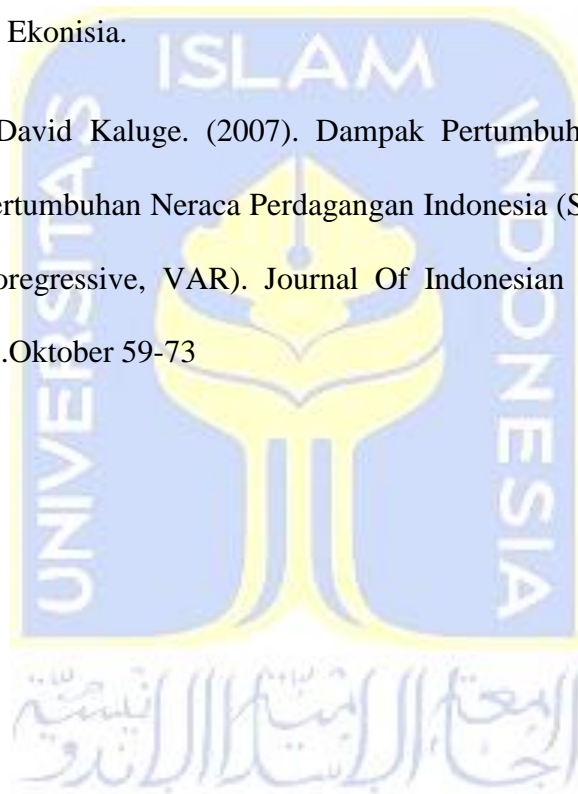 Ekonisia.
David Kaluge. (2007). Dampak Pertumbuh
ertumbuhan Neraca Perdagangan Indonesia (S
oregressive, VAR). Journal Of Indonesian
.Oktober 59-73
ISLAM
UNIVERSITAS
INDONESIA